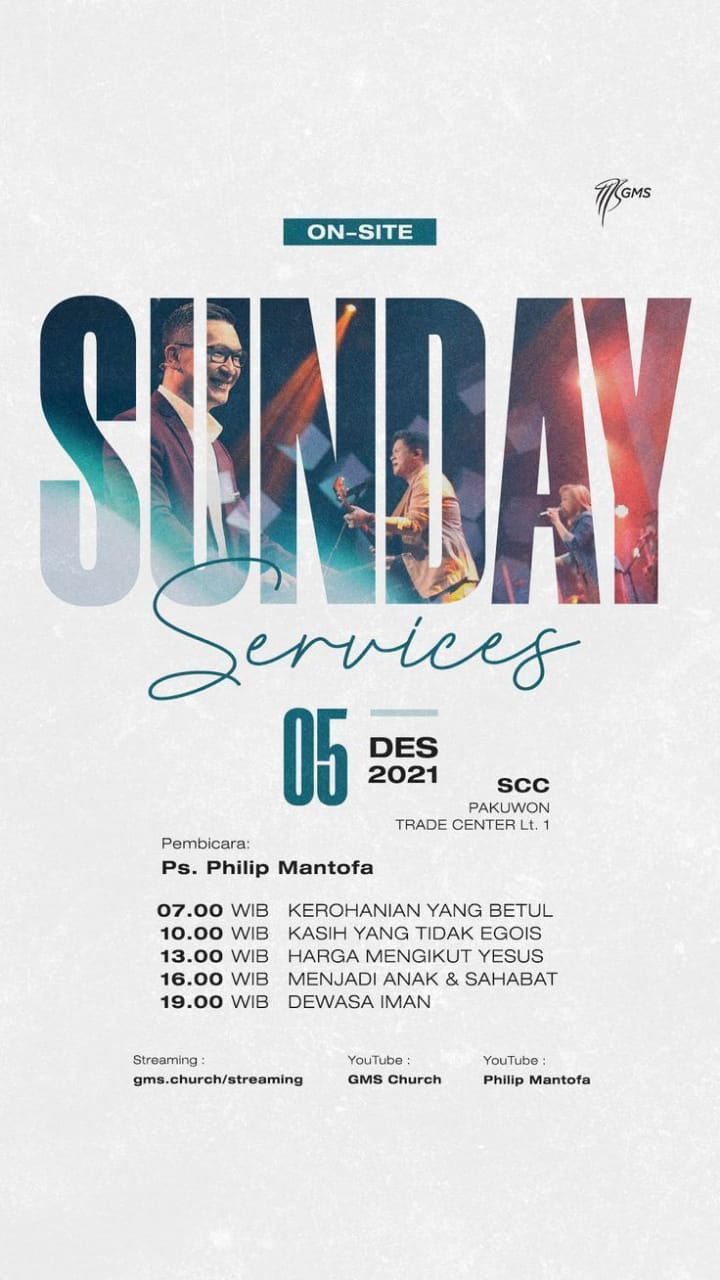 GMS
ON-SITE
SUNDAY
Services
05
DES
2021
SCC
PAKUWON
TRADE CENTER Lt. 1
Pembicara:
Ps. Philip Mantofa
07.00 WIB KEROHANIAN YANG BETUL
10.00 WIB KASIH YANG TIDAK EGOIS
13.00 WIB HARGA MENGIKUT YESUS
16.00 WIB MENJADI ANAK & SAHABAT
19.00 WIB DEWASA IMAN
Streaming : YouTube : YouTube :
gms.church/streaming GMS Church Philip Mantofa